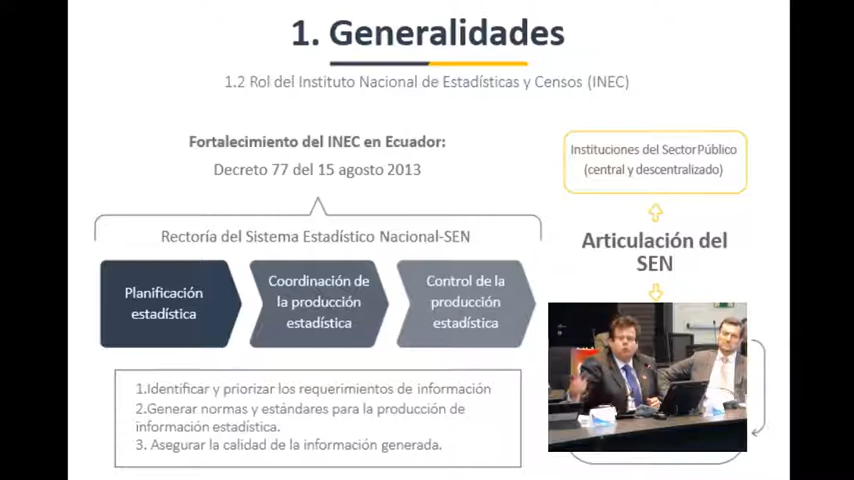 1. Generalidades
1.2 Rol del Instituto Nacional de Estadísticas y Censos (INEC)
Fortalecimiento del INEC en Ecuador:
Decreto 77 del 15 agosto 2013
Rectoría del Sistema Estadístico Nacional-SEN
Planificación
estadística
Coordinación de
la producción
estadística
Control de la
producción
estadística
1.Identificar y priorizar los requerimientos de información
2.Generar normas y estándares para la producción de
información estadística.
3. Asegurar la calidad de la información generada.
Instituciones del Sector Público
(central y descentralizado)
Articulación del
SEN